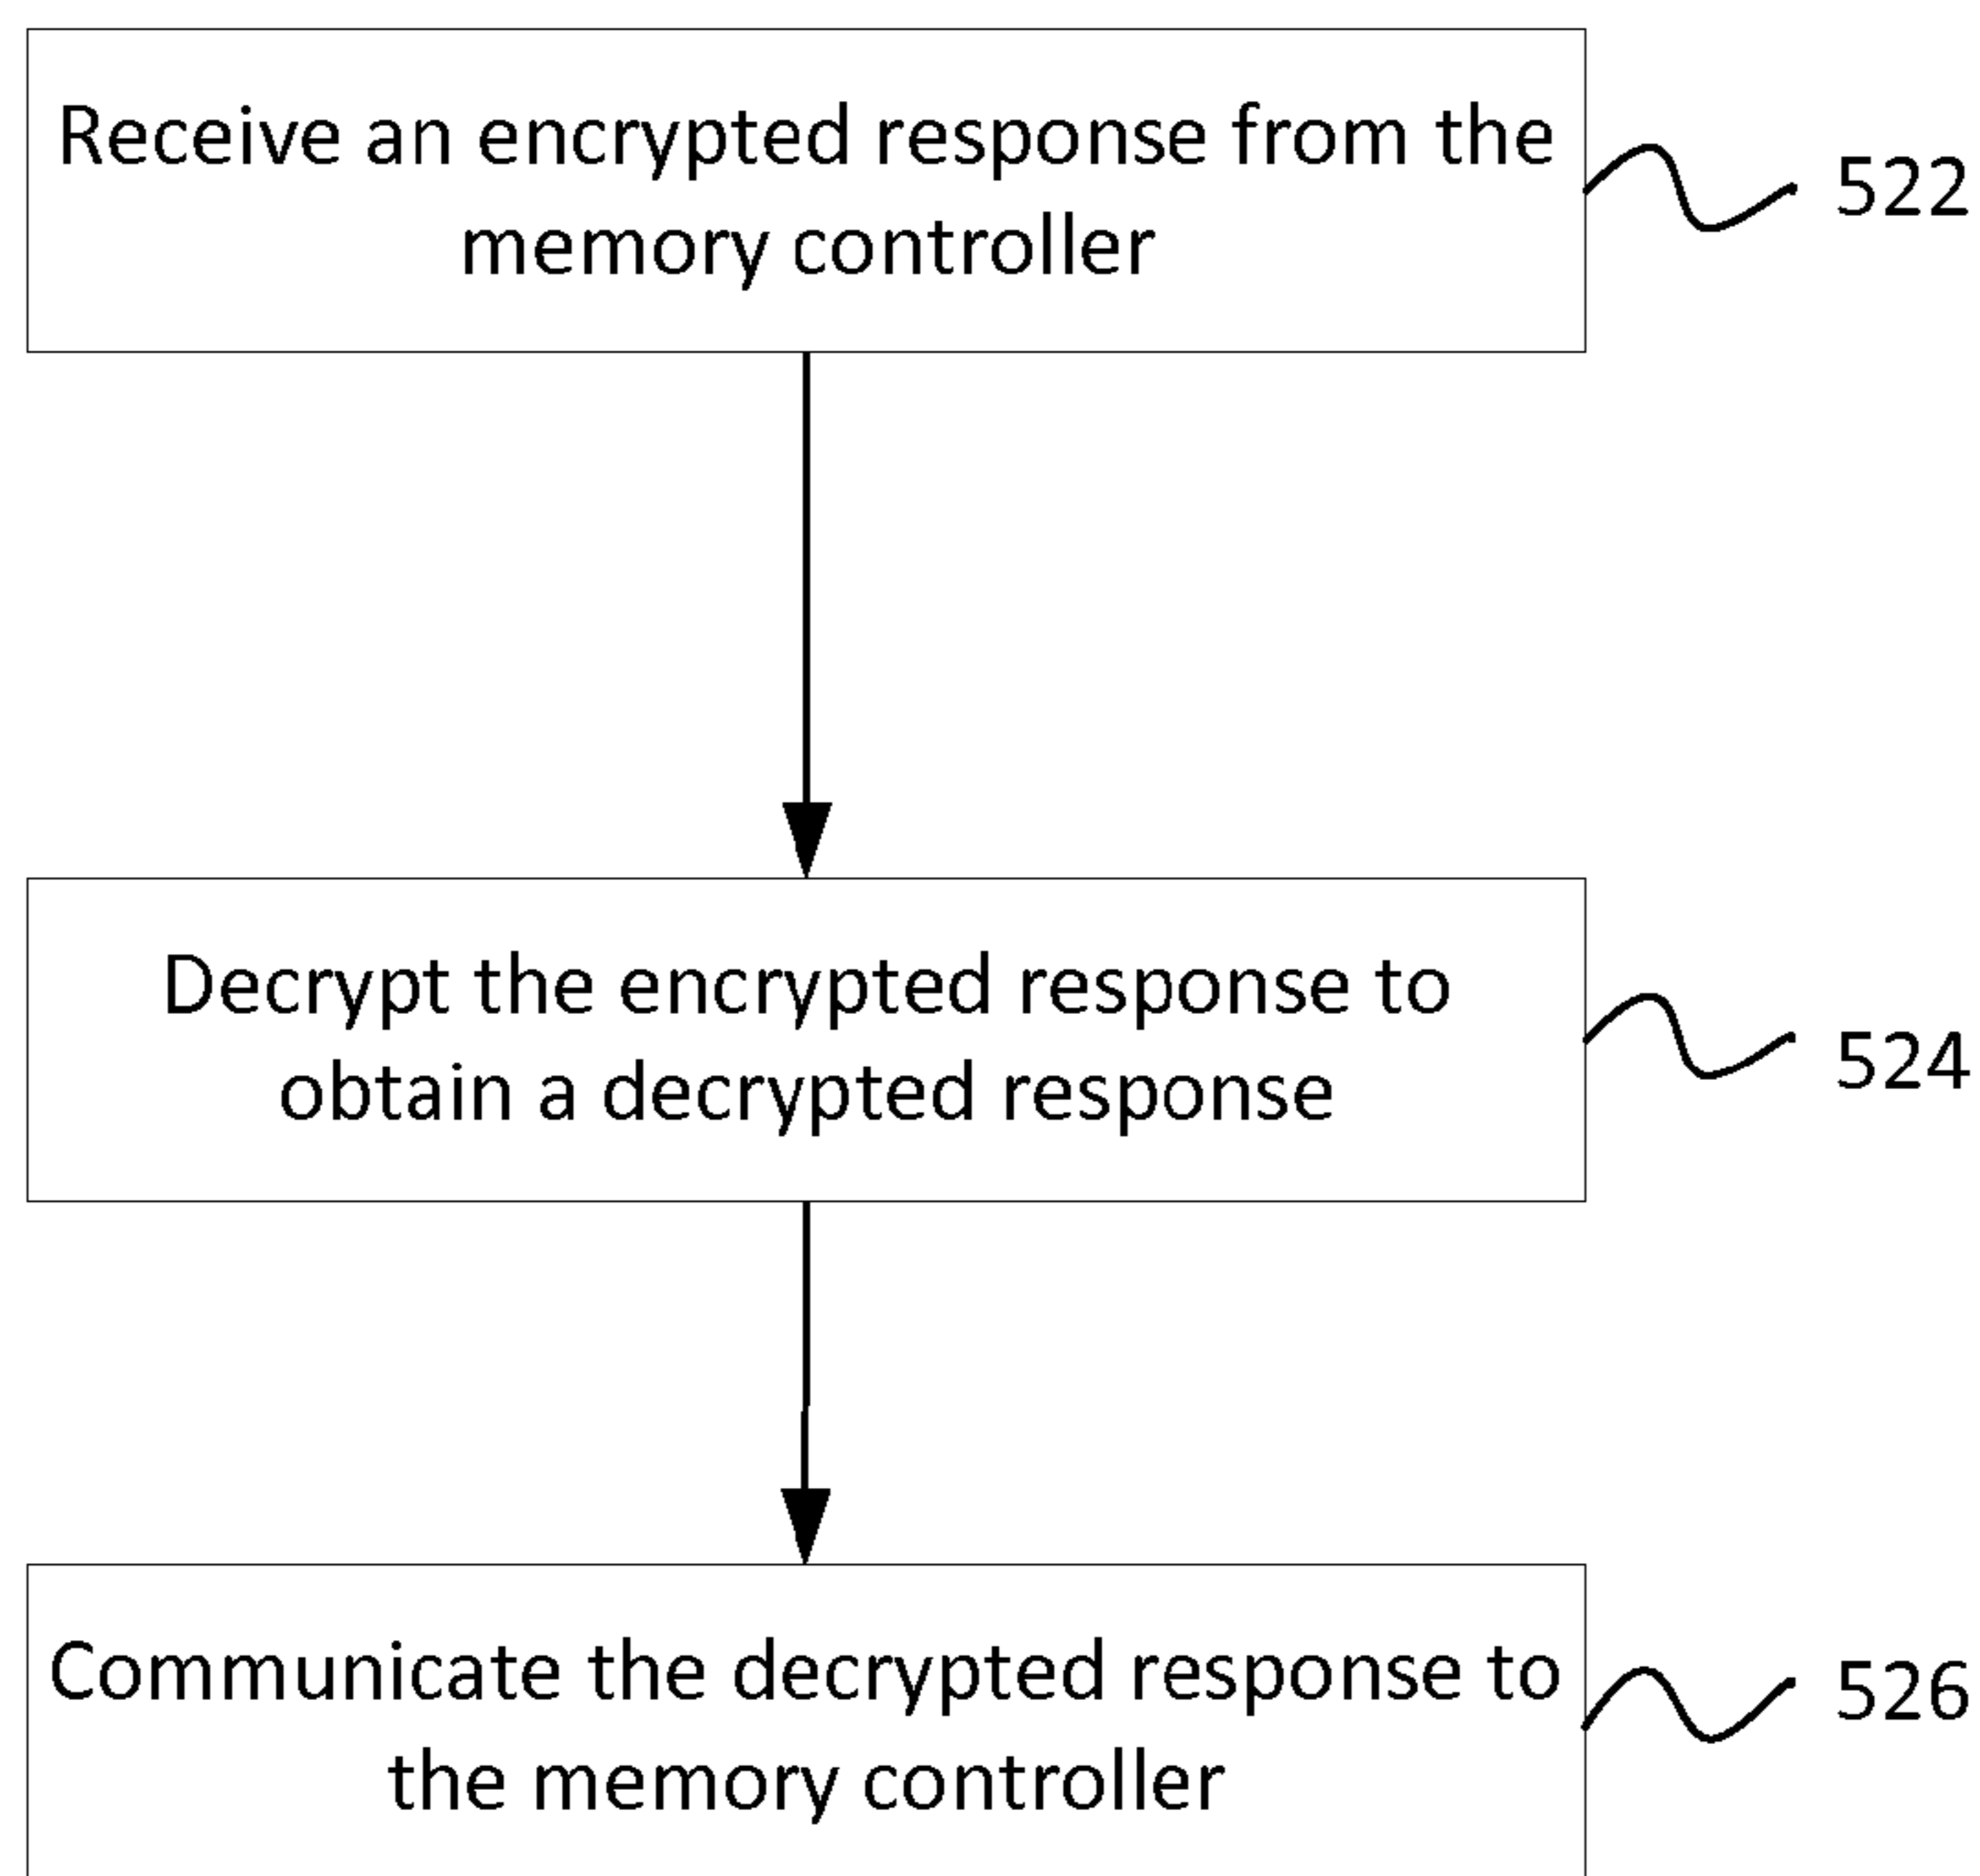 Receive an encrypted response from the
memory controller
522
Decrypt the encrypted response to
obtain a decrypted response
524
Communicate the decrypted response to
the memory controller
526